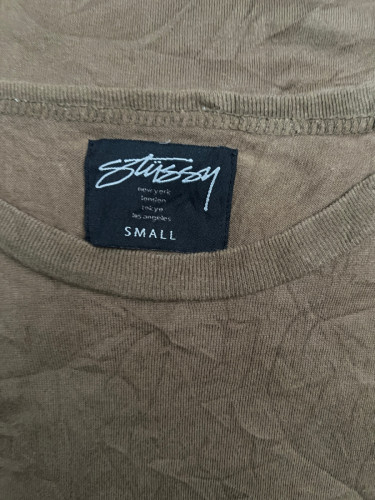 Stüssy
new york
london
tokyo
los angeles
SMALL